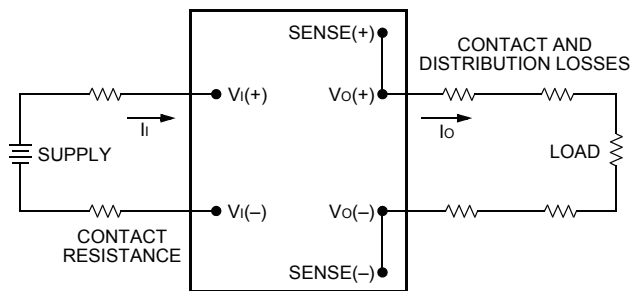 SENSE(+)
CONTACT AND
DISTRIBUTION LOSSES
VI(+)
VO(+)
II
IO
SUPPLY
LOAD
VI(–)
VO(–)
CONTACT
RESISTANCE
SENSE(–)